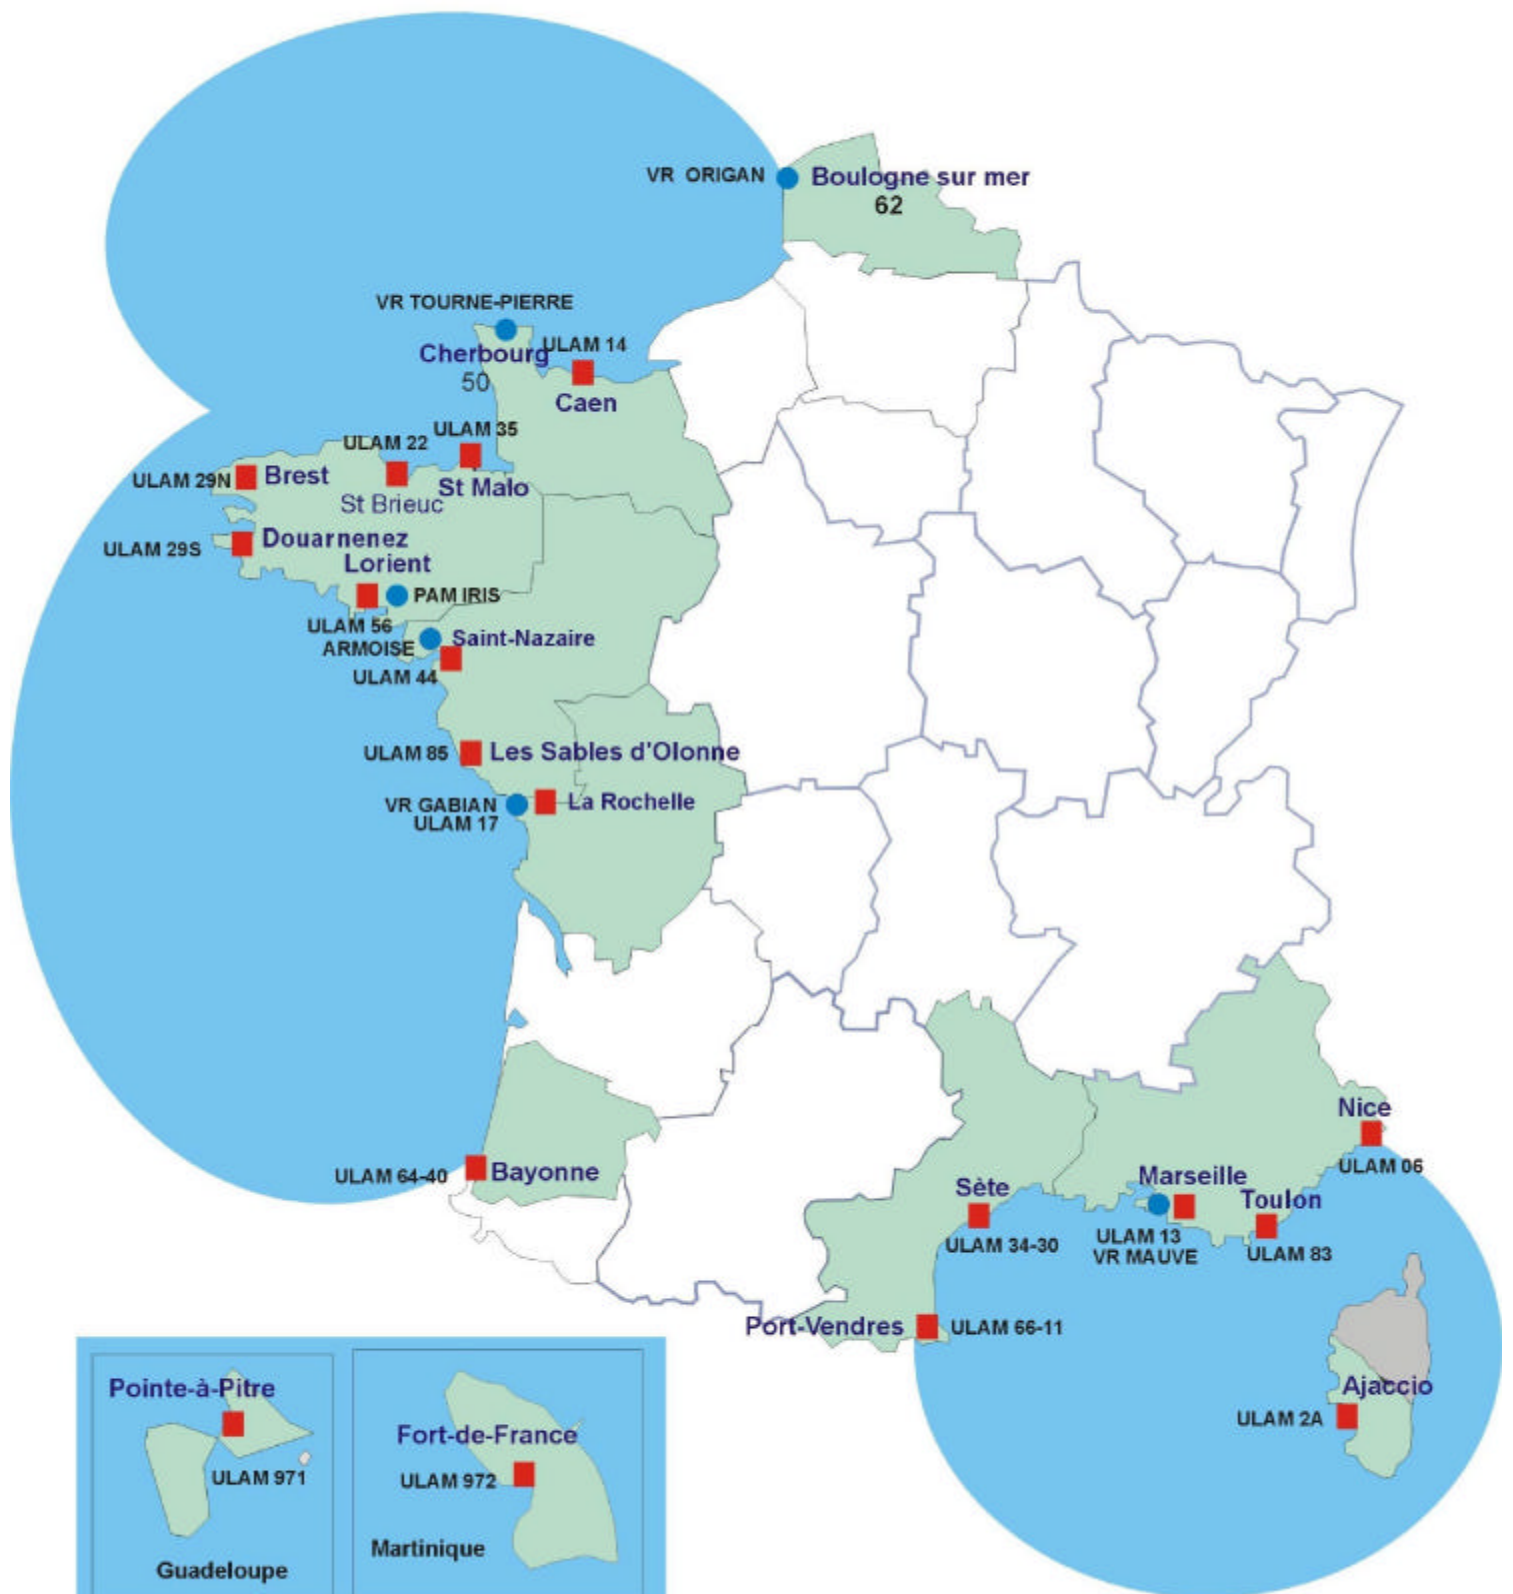 VR ORIGAN
Boulogne sur mer
62
VR TOURNE-PIERRE
Cherbourg
50
ULAM 14
Caen
ULAM 35
St Malo
ULAM 22
St Brieuc
ULAM 29N
Brest
ULAM 29S
Douarnenez
Lorient
PAM IRIS
ULAM 56
ARMOISE
Saint-Nazaire
ULAM 44
ULAM 85
Les Sables d'Olonne
VR GABIAN
ULAM 17
La Rochelle
ULAM 64-40
Bayonne
Nice
ULAM 06
Marseille
ULAM 13
VR MAUVE
Toulon
ULAM 83
Sète
ULAM 34-30
Port-Vendres
ULAM 66-11
Ajaccio
ULAM 2A
Pointe-à-Pitre
ULAM 971
Guadeloupe
Fort-de-France
ULAM 972
Martinique